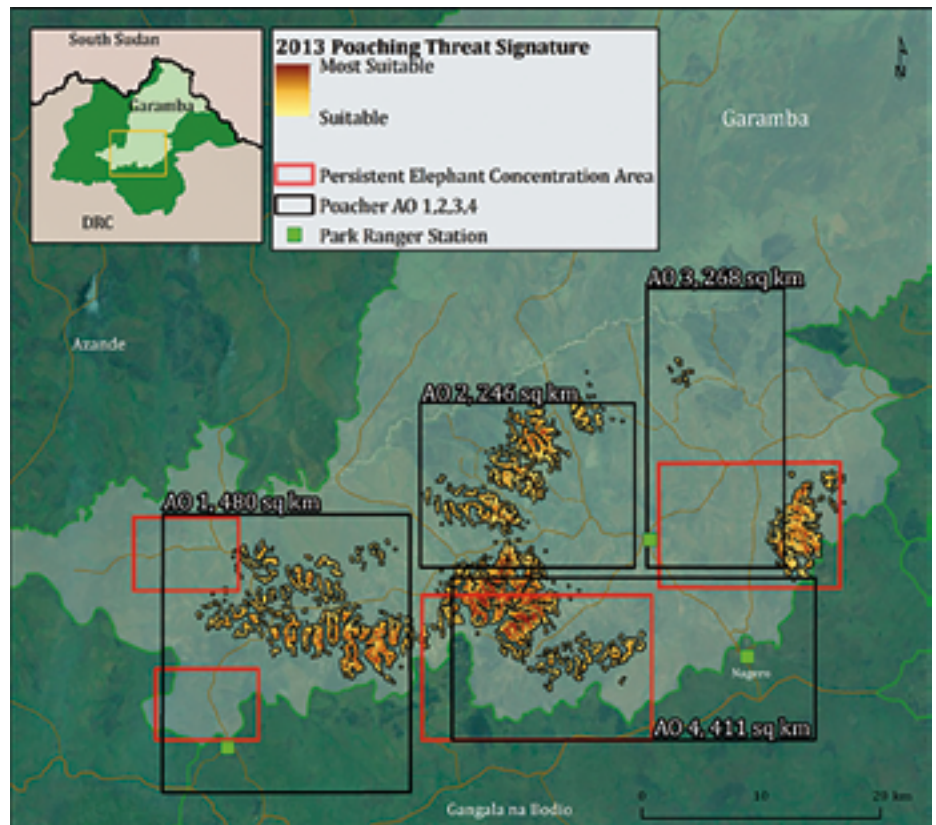 South Sudan
Garamba
DRC
2013 Poaching Threat Signature
Most Suitable
Suitable
Persistent Elephant Concentration Area
Poacher AO 1,2,3,4
Park Ranger Station
N
Garamba
AO 3, 268 sq km
Azande
AO 2, 246 sq km
AO 1, 480 sq km
Nagero
AO 4, 411 sq km
Gangala na Bodio
0 10 20 km